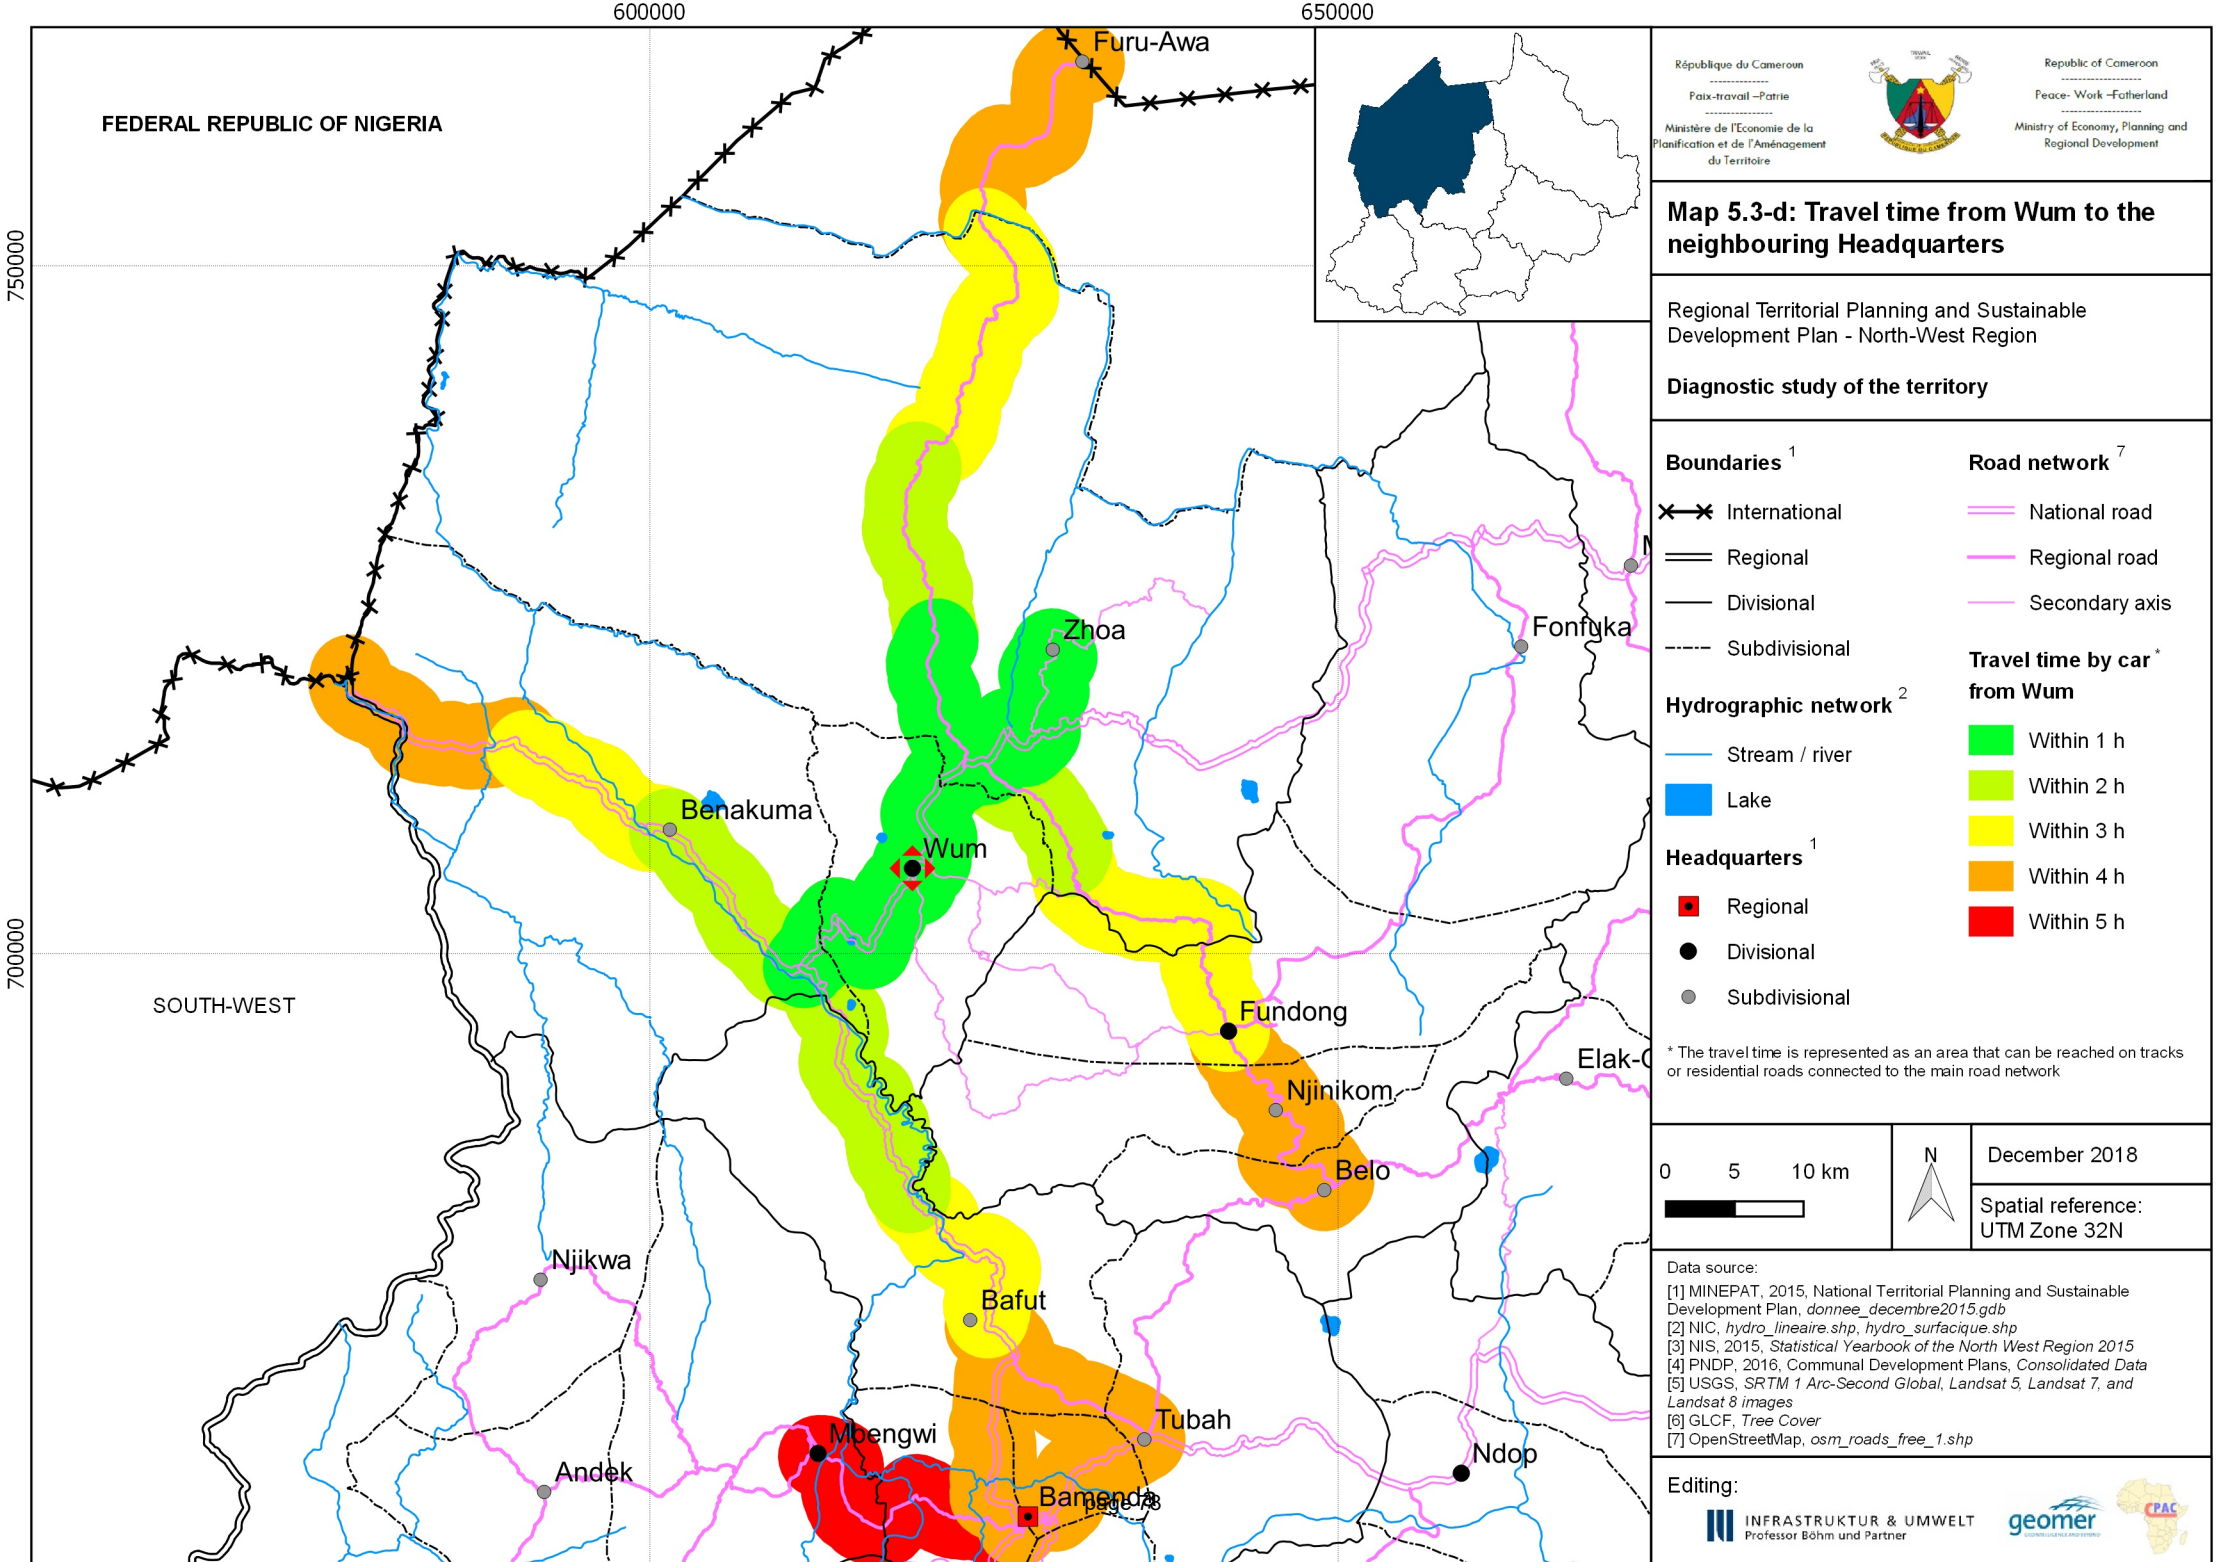 600000
650000
750000
700000
FEDERAL REPUBLIC OF NIGERIA
Furu-Awa
Zhoa
Fonfuka
M
Benakuma
Wum
SOUTH-WEST
Fundong
Elak-O
Njinikom
Belo
Njikwa
Bafut
Tubah
Mbengwi
Ndop
Andek
Bamenda
page 78
République du Cameroun
---------------
Paix-travail –Patrie
-----------------
Ministère de l'Economie de la
Planification et de l'Aménagement
du Territoire
Republic of Cameroon
-------------------
Peace- Work –Fatherland
-------------------
Ministry of Economy, Planning and
Regional Development
Map 5.3-d: Travel time from Wum to the
neighbouring Headquarters
Regional Territorial Planning and Sustainable
Development Plan - North-West Region
Diagnostic study of the territory
Boundaries 1
International
Regional
Divisional
Subdivisional
Hydrographic network 2
Stream / river
Lake
Headquarters 1
Regional
Divisional
Subdivisional
Road network 7
National road
Regional road
Secondary axis
Travel time by car *
from Wum
Within 1 h
Within 2 h
Within 3 h
Within 4 h
Within 5 h
* The travel time is represented as an area that can be reached on tracks
or residential roads connected to the main road network
0 5 10 km
N
December 2018
Spatial reference:
UTM Zone 32N
Data source:
[1] MINEPAT, 2015, National Territorial Planning and Sustainable
Development Plan, donnee_decembre2015.gdb
[2] NIC, hydro_lineaire.shp, hydro_surfacique.shp
[3] NIS, 2015, Statistical Yearbook of the North West Region 2015
[4] PNDP, 2016, Communal Development Plans, Consolidated Data
[5] USGS, SRTM 1 Arc-Second Global, Landsat 5, Landsat 7, and
Landsat 8 images
[6] GLCF, Tree Cover
[7] OpenStreetMap, osm_roads_free_1.shp
Editing:
INFRASTRUKTUR & UMWELT
Professor Böhm und Partner
geomer
CPAC